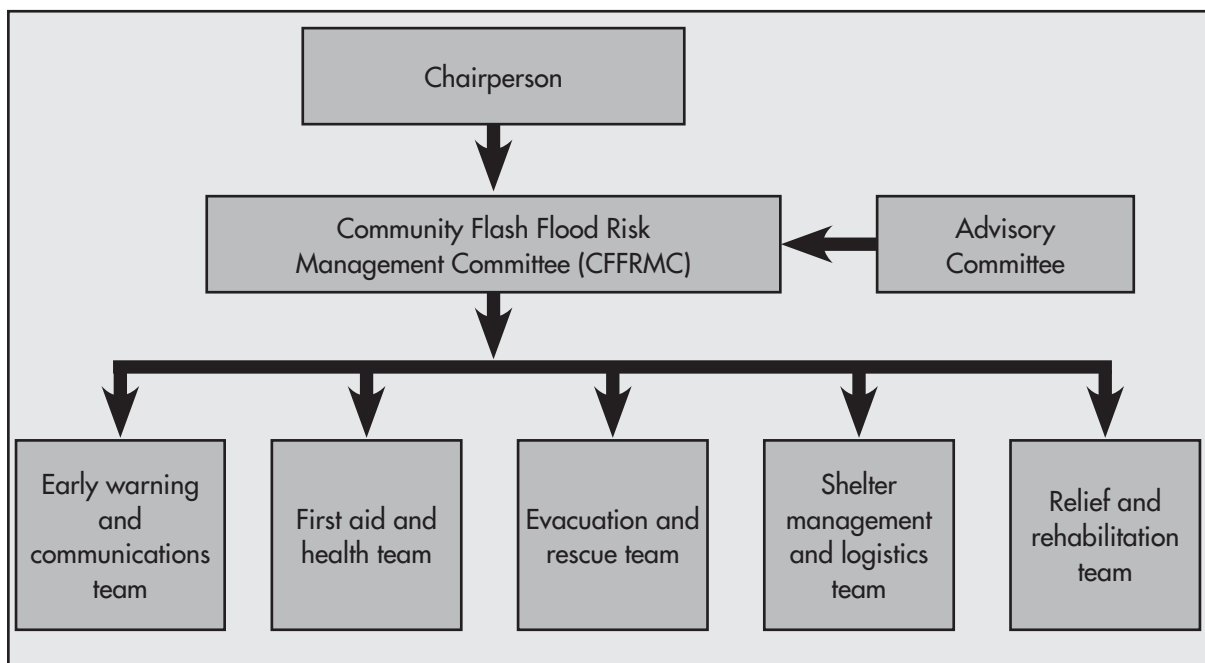 Chairperson
Community Flash Flood Risk
Management Committee (CFFRMC)
Advisory
Committee
Early warning
and
communications
team
First aid and
health team
Evacuation and
rescue team
Shelter
management
and logistics
team
Relief and
rehabilitation
team